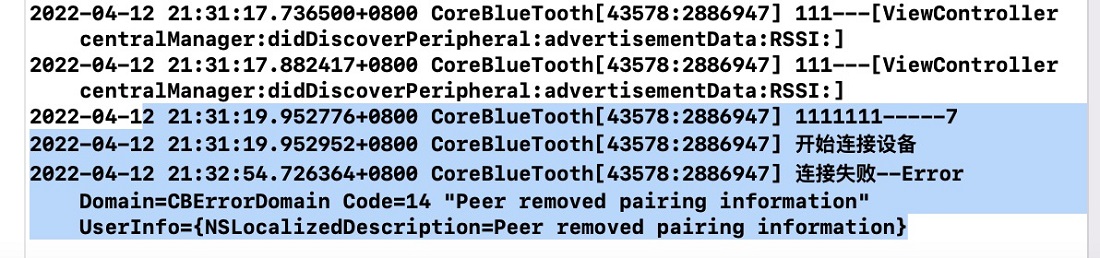 2022-04-12 21:31:17.736500+0800 CoreBlueTooth[43578:2886947] 111---[ViewController
centralManager:didDiscoverPeripheral:advertisementData:RSSI:]
2022-04-12 21:31:17.882417+0800 CoreBlueTooth[43578:2886947] 111---[ViewController
centralManager:didDiscoverPeripheral:advertisementData:RSSI:]
2022-04-12 21:31:19.952776+0800 CoreBlueTooth[43578:2886947] 1111111-----7
2022-04-12 21:31:19.952952+0800 CoreBlueTooth[43578:2886947] 开始连接设备
2022-04-12 21:32:54.726364+0800 CoreBlueTooth[43578:2886947] 连接失败--Error
Domain=CBErrorDomain Code=14 "Peer removed pairing information"
UserInfo={NSLocalizedDescription=Peer removed pairing information}